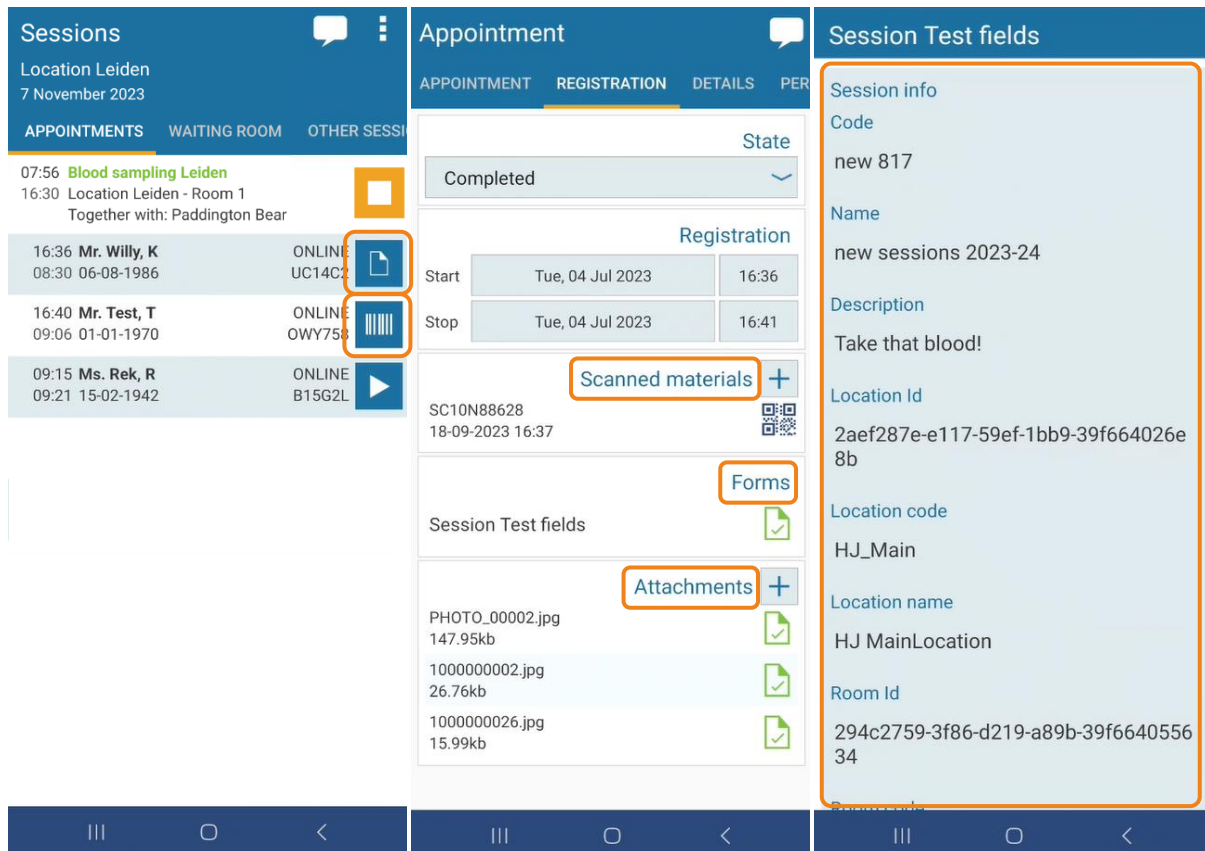 Sessions
Location Leiden
7 November 2023
APPOINTMENTS WAITING ROOM OTHER SESSI
07:56 Blood sampling Leiden
16:30 Location Leiden - Room 1
Together with: Paddington Bear
16:36 Mr. Willy, K ONLINE
08:30 06-08-1986 UC14C2
16:40 Mr. Test, T ONLINE
09:06 01-01-1970 OWY758
09:15 Ms. Rek, R ONLINE
09:21 15-02-1942 B15G2L
Appointment
APPOINTMENT REGISTRATION DETAILS PER
State
Completed
Registration
Start Tue, 04 Jul 2023 16:36
Stop Tue, 04 Jul 2023 16:41
Scanned materials +
SC10N88628
18-09-2023 16:37
Forms
Session Test fields
Attachments +
PHOTO_00002.jpg
147.95kb
1000000002.jpg
26.76kb
1000000026.jpg
15.99kb
Session Test fields
Session info
Code
new 817
Name
new sessions 2023-24
Description
Take that blood!
Location Id
2aef287e-e117-59ef-1bb9-39f664026e
8b
Location code
HJ_Main
Location name
HJ MainLocation
Room Id
294c2759-3f86-d219-a89b-39f6640556
34
Room code